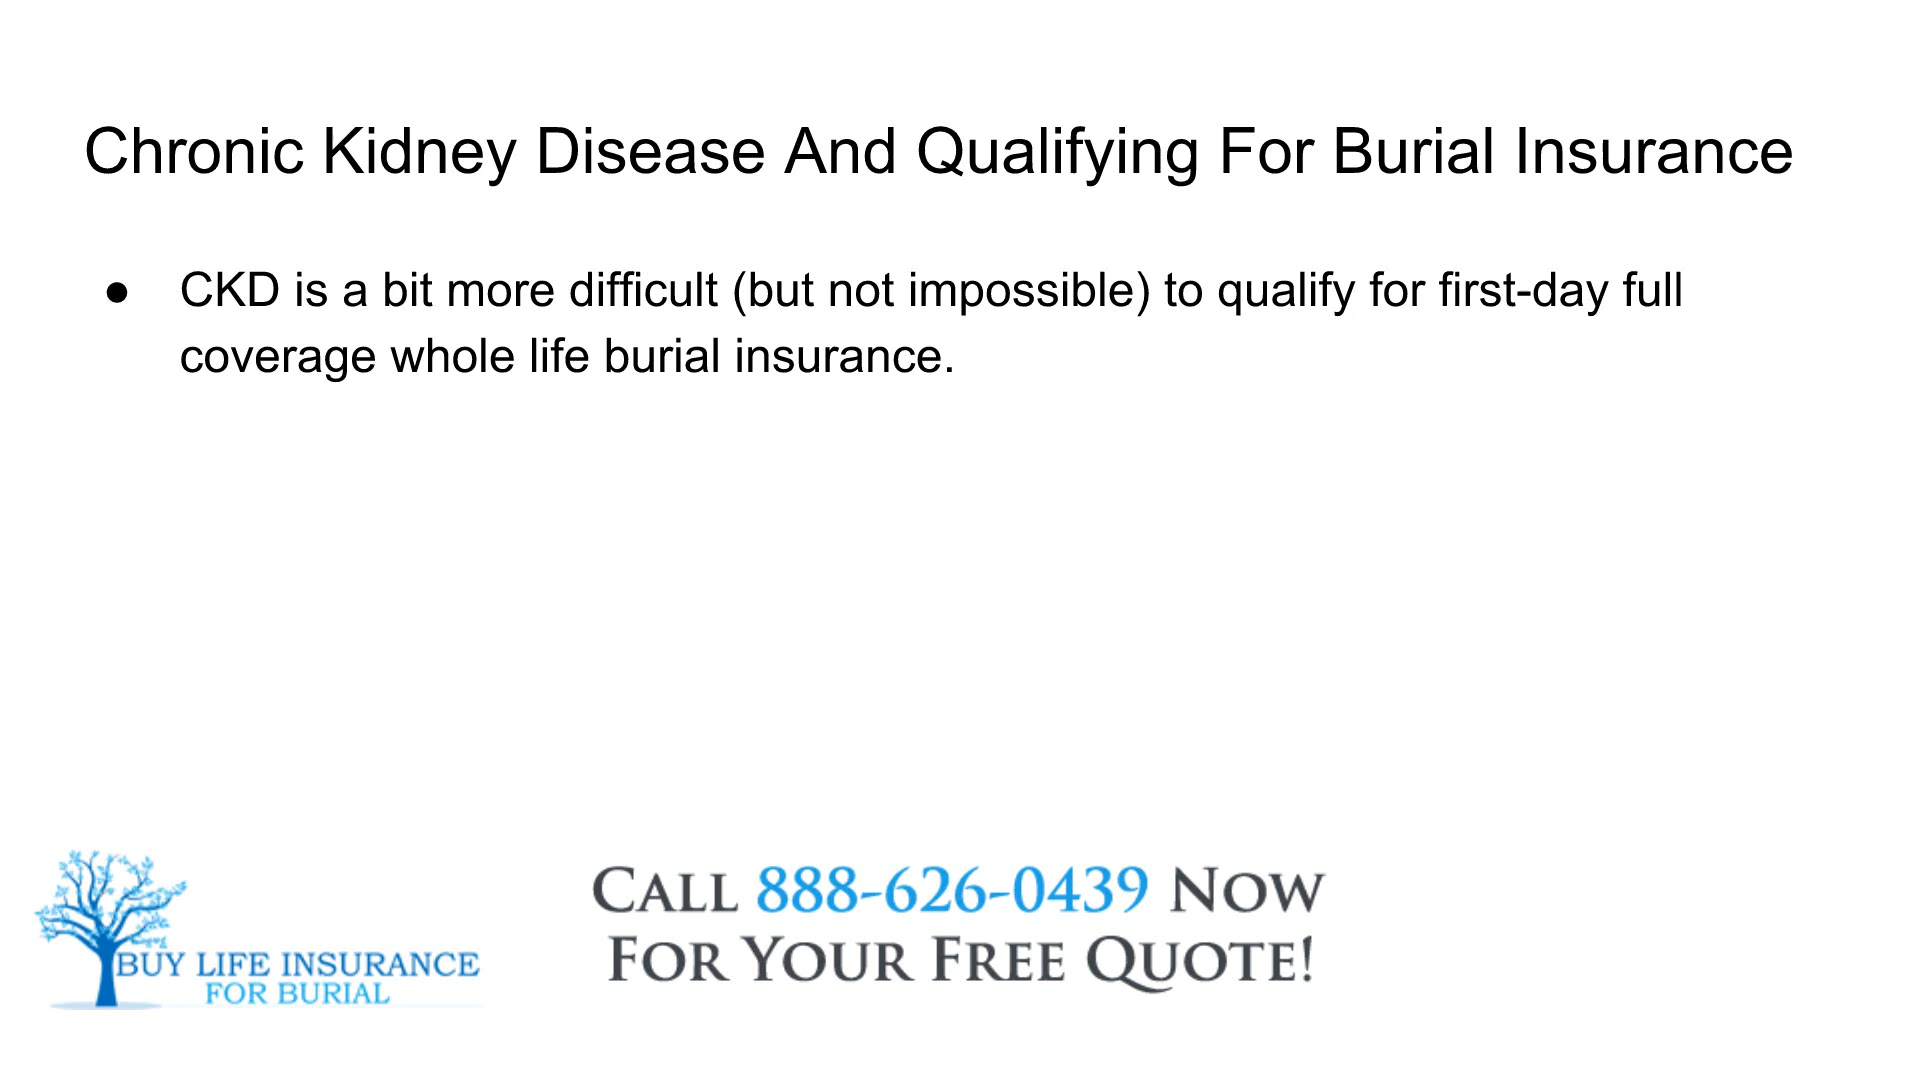 Chronic Kidney Disease And Qualifying For Burial Insurance
● CKD is a bit more difficult (but not impossible) to qualify for first-day full
coverage whole life burial insurance.
BUY LIFE INSURANCE
FOR BURIAL
CALL 888-626-0439 NOW
FOR YOUR FREE QUOTE!